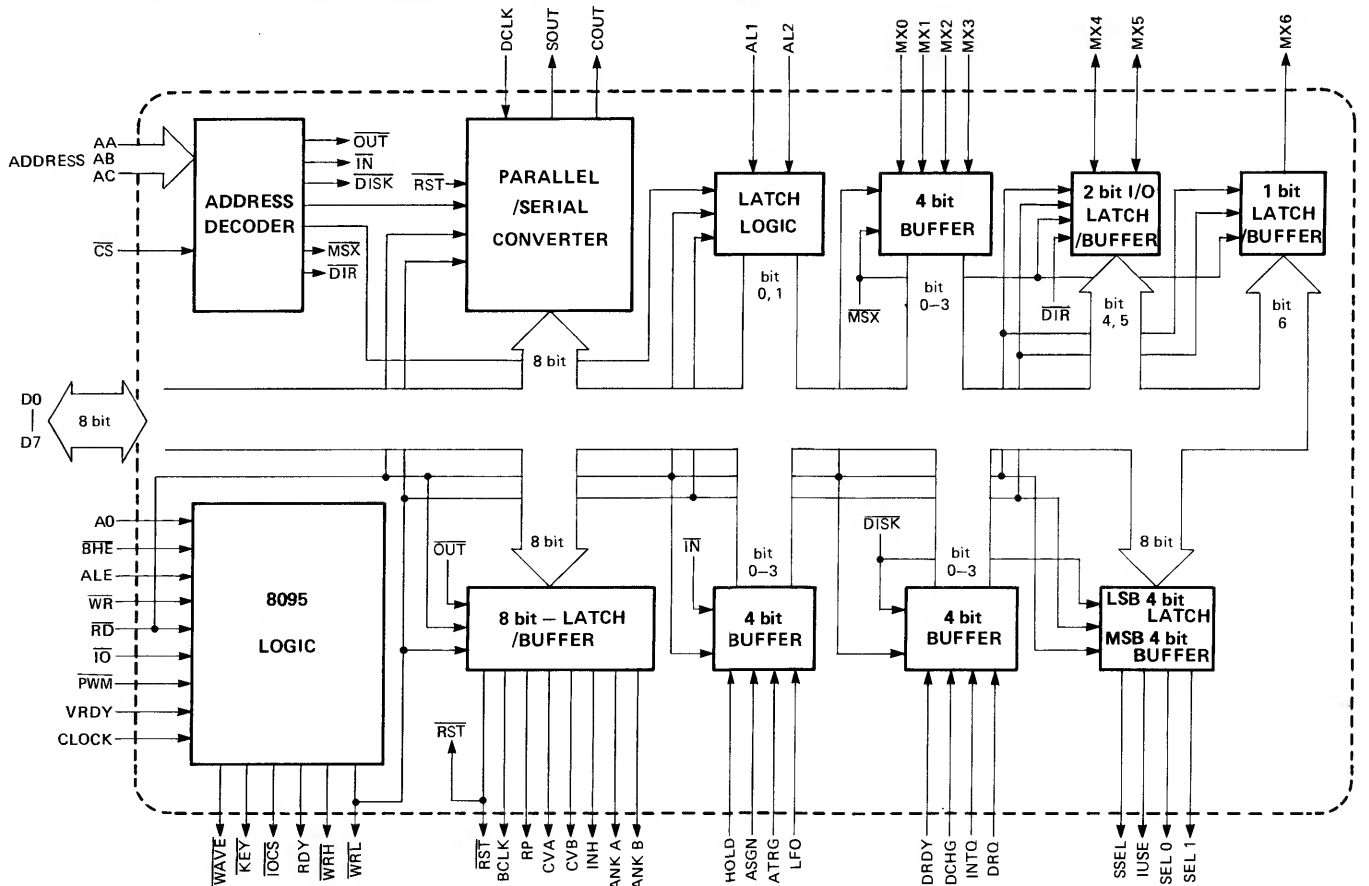 DCLK
SOUT
COUT
AL1
AL2
MX0
MX1
MX2
MX3
MX4
MX5
MX6
ADDRESS
AA
AB
AC
CS
ADDRESS
DECODER
OUT
IN
DISK
MSX
DIR
RST
PARALLEL
/SERIAL
CONVERTER
LATCH
LOGIC
4 bit
BUFFER
2 bit I/O
LATCH
/BUFFER
1 bit
LATCH
/BUFFER
8 bit
bit
0, 1
MSX
bit
0–3
DIR
bit
4, 5
bit
6
D0
D7
8 bit
A0
BHE
ALE
WR
RD
IO
PWM
VRDY
CLOCK
8095
LOGIC
OUT
8 bit
IN
bit
0–3
DISK
bit
0–3
8 bit
8 bit – LATCH
/BUFFER
4 bit
BUFFER
4 bit
BUFFER
LSB 4 bit
LATCH
MSB 4 bit
BUFFER
RST
WAVE
KEY
IOCS
RDY
WRH
WRL
RST
BCLK
RP
CVA
CVB
INH
ANK A
ANK B
HOLD
ASGN
ATRG
LFO
DRDY
DCHG
INTQ
DRQ
SSEL
IUSE
SEL 0
SEL 1